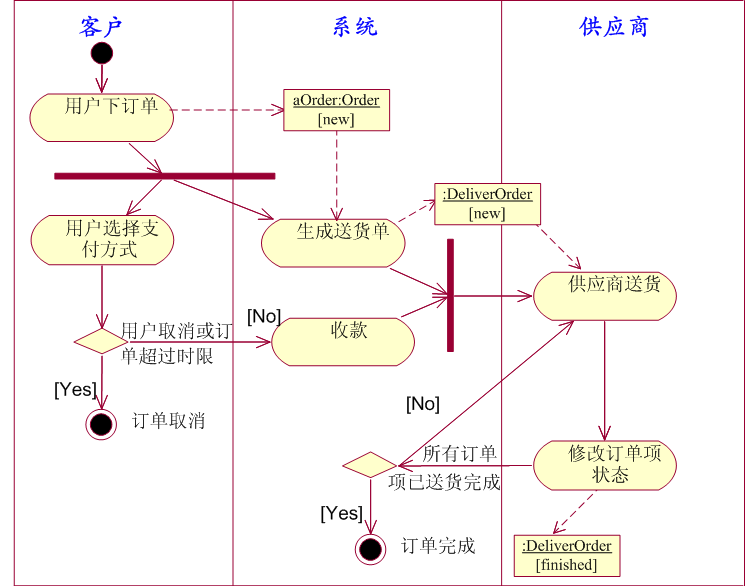 客户
系统
供应商
用户下订单
aOrder:Order
[new]
:DeliverOrder
[new]
用户选择支
付方式
生成送货单
供应商送货
[No]
用户取消或订
单超过时限
收款
[Yes]
订单取消
[No]
所有订单
项已送货完成
修改订单项
状态
[Yes]
订单完成
:DeliverOrder
[finished]